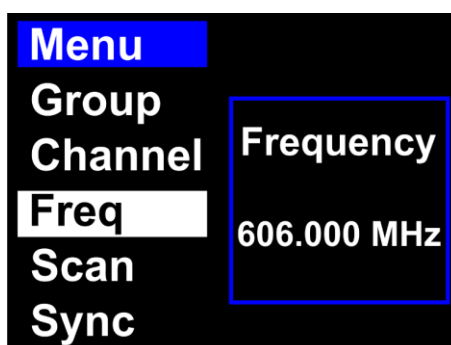 Menu
Group
Channel
Freq
Scan
Sync
Frequency
606.000 MHz